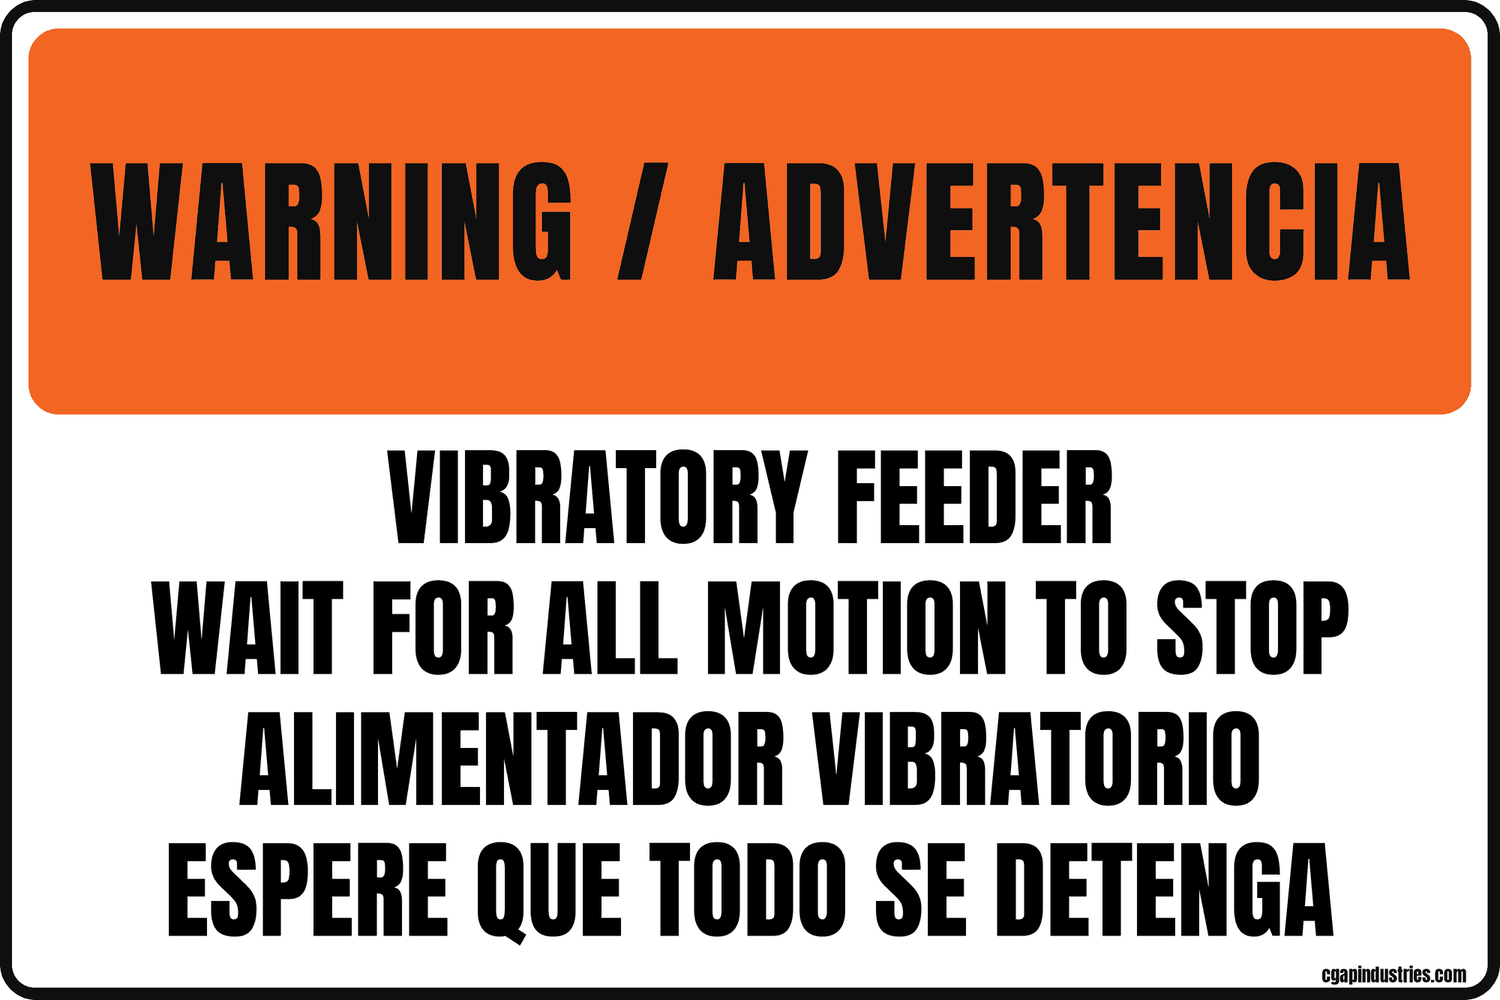 WARNING / ADVERTENCIA
VIBRATORY FEEDER
WAIT FOR ALL MOTION TO STOP
ALIMENTADOR VIBRATORIO
ESPERE QUE TODO SE DETENGA
cgapindustries.com